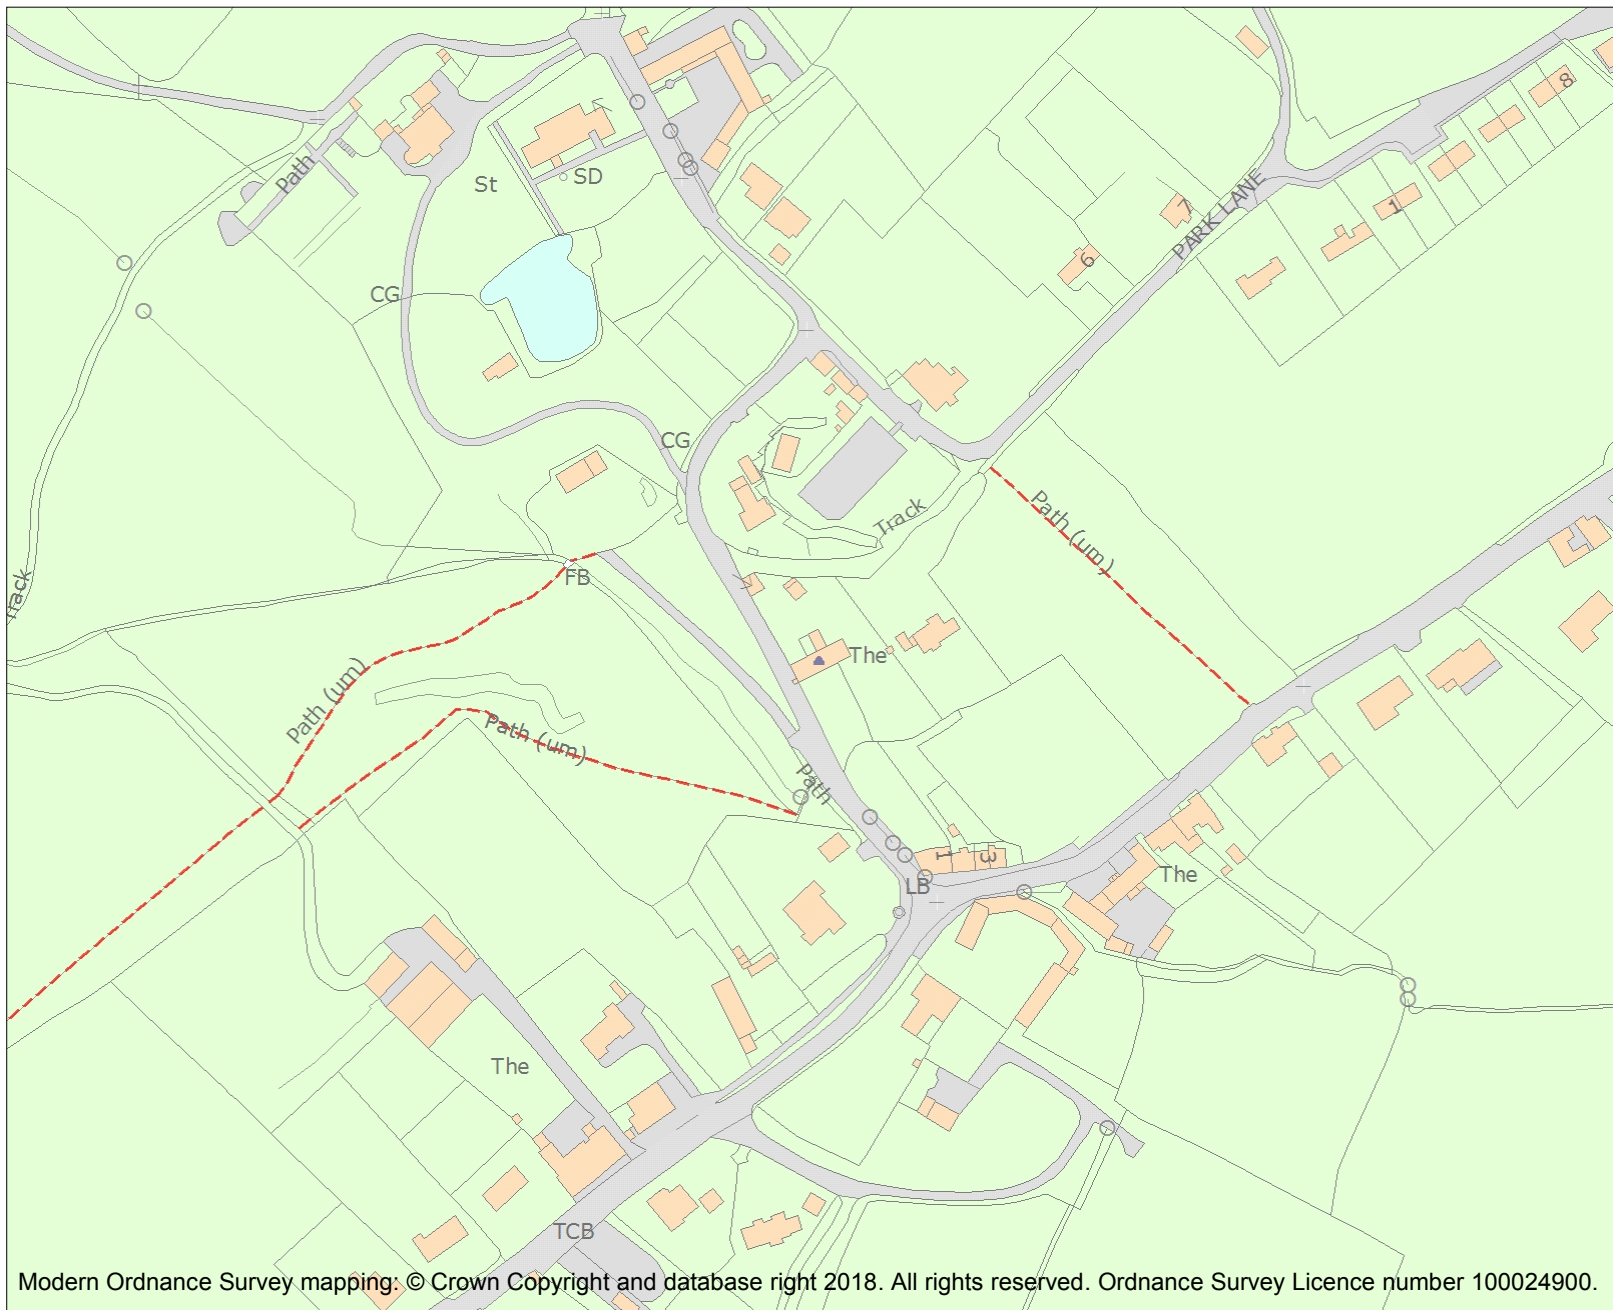 8
Path
St
SD
7
PARK LANE
1
6
CG
CG
Track
Path (um)
Track
FB
The
Path (um)
Path (um)
Path
1
3
LB
The
The
TCB
Modern Ordnance Survey mapping: © Crown Copyright and database right 2018. All rights reserved. Ordnance Survey Licence number 100024900.